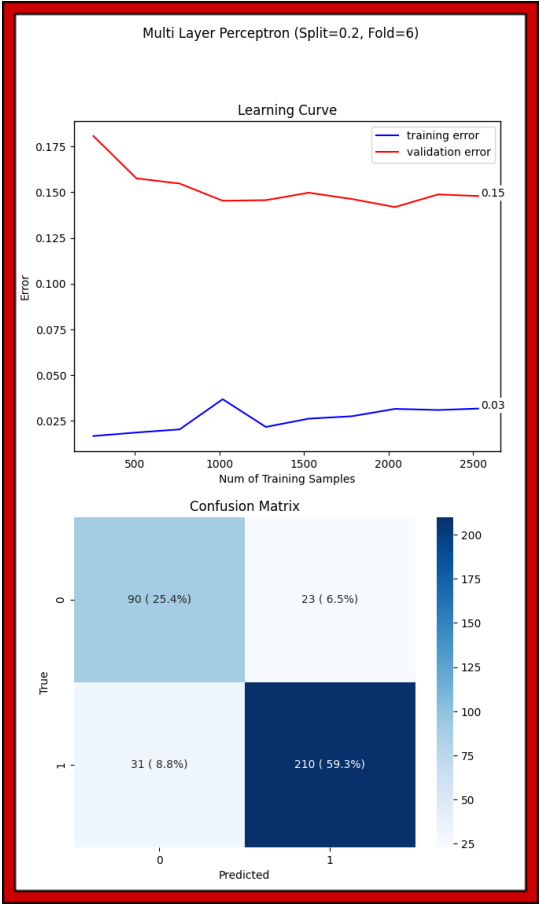 Multi Layer Perceptron (Split=0.2, Fold=6)
Learning Curve
training error
validation error
0.175
0.150
0.125
0.100
0.075
0.050
0.025
0.15
0.03
Error
500
1000
1500
2000
2500
Num of Training Samples
Confusion Matrix
90 ( 25.4%)
23 ( 6.5%)
31 ( 8.8%)
210 ( 59.3%)
0
1
True
0
1
Predicted
200
175
150
125
100
75
50
25